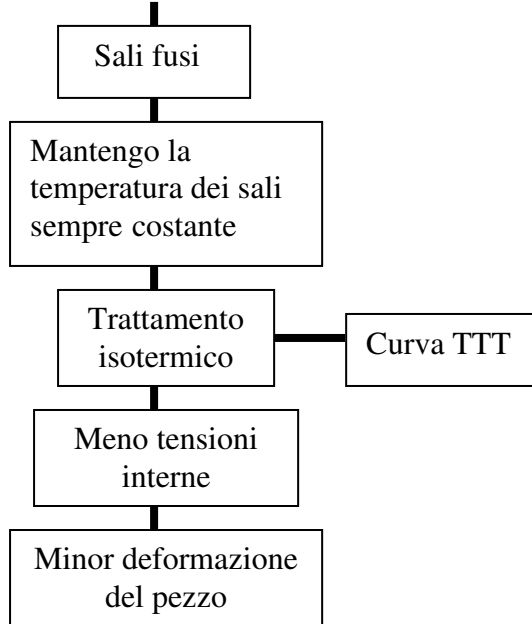 Sali fusi
Mantengo la
temperatura dei sali
sempre costante
Trattamento
isotermico
Curva TTT
Meno tensioni
interne
Minor deformazione
del pezzo